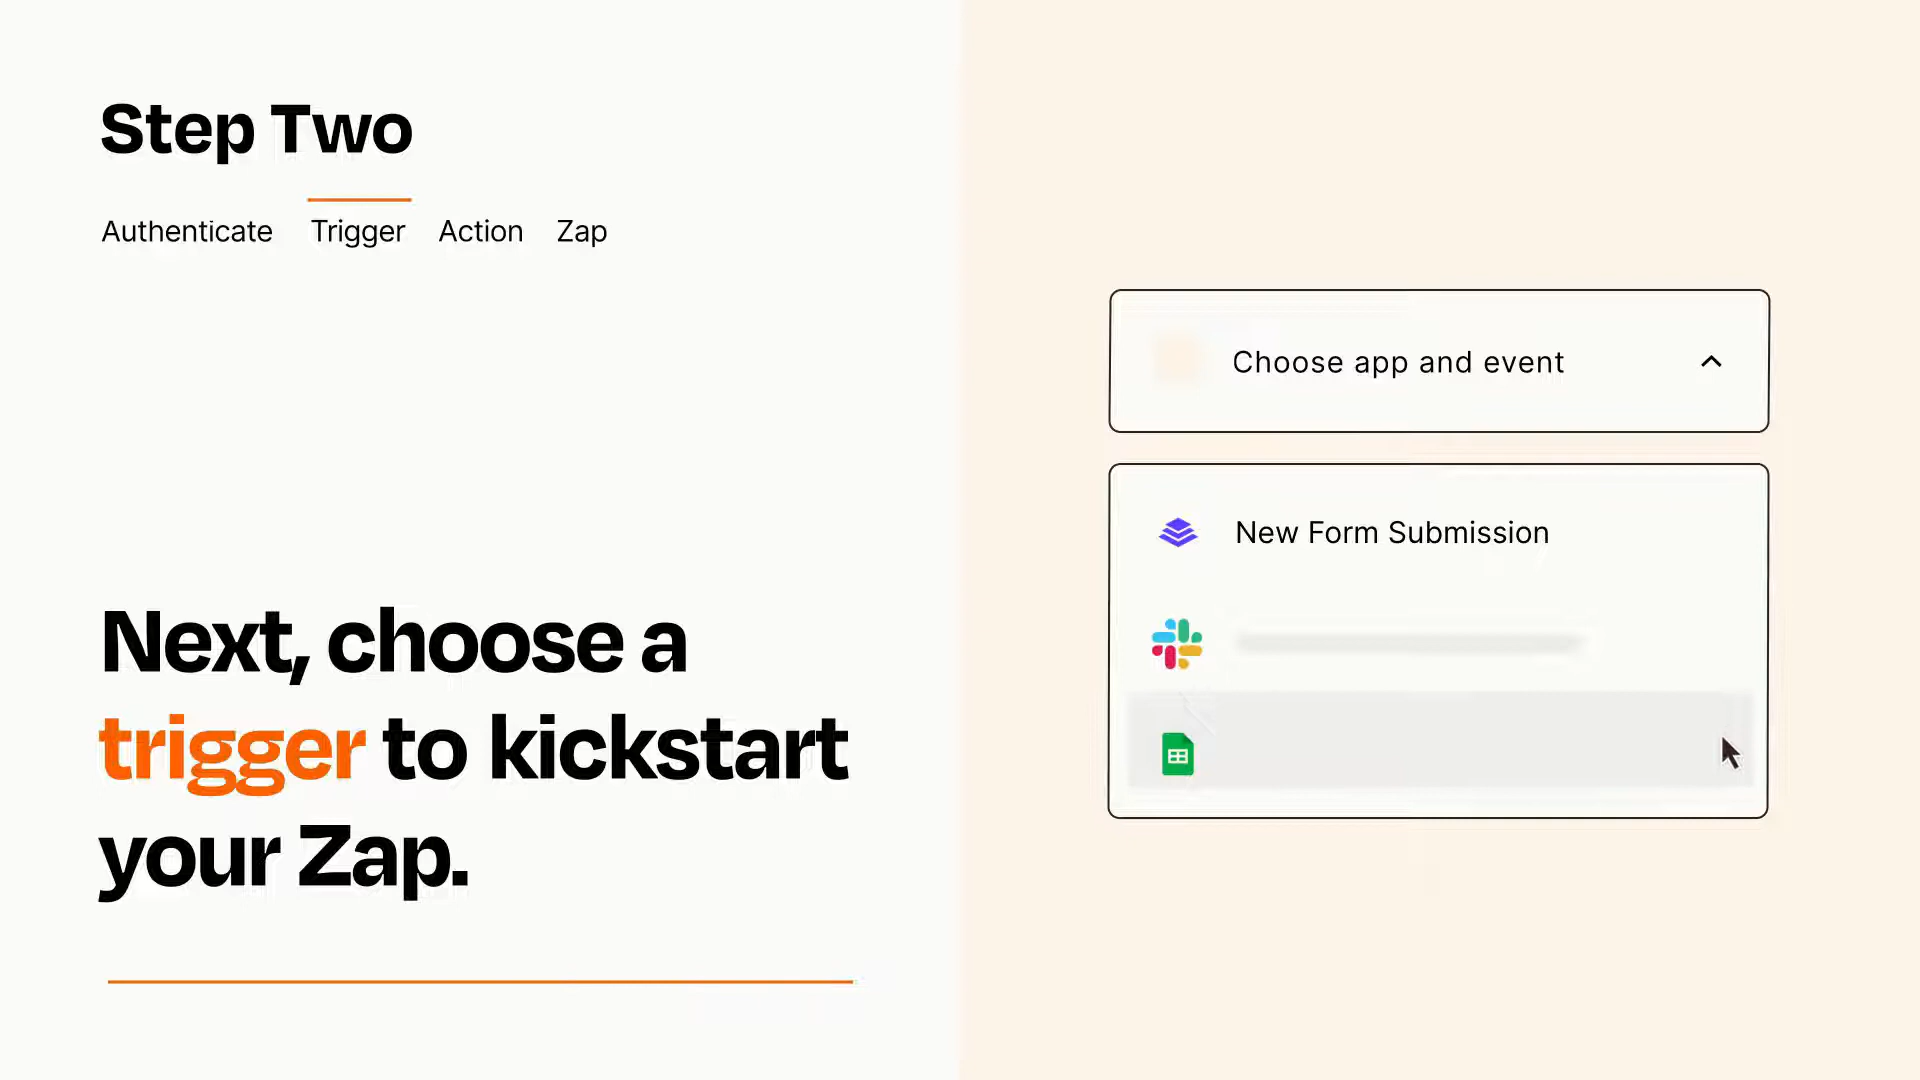 Step Two
Authenticate Trigger Action Zap
Next, choose a
trigger to kickstart
your Zap.
Choose app and event
New Form Submission